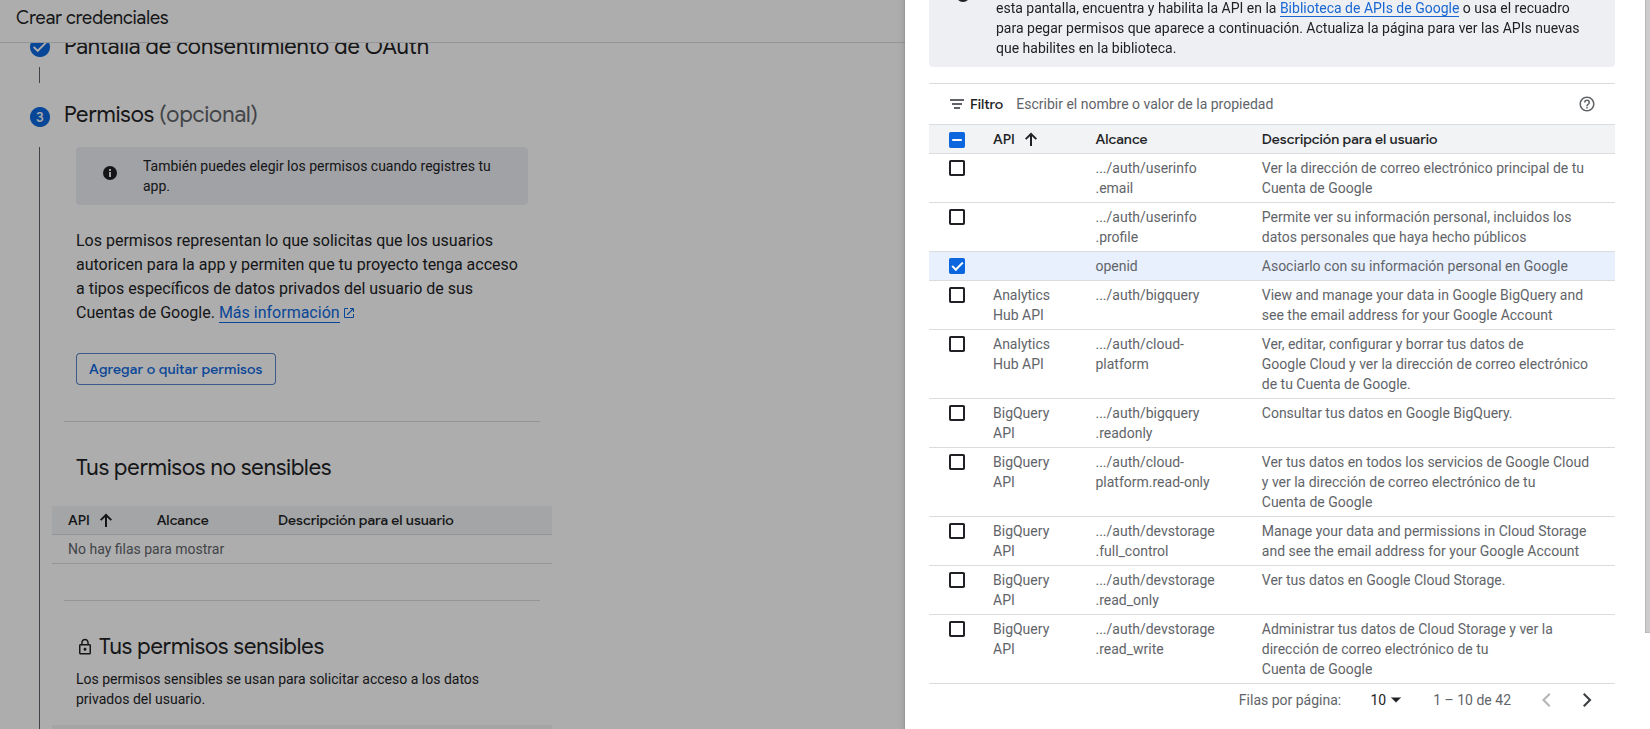 Crear credenciales
Pantalla de consentimiento de OAuth
3 Permisos (opcional)
También puedes elegir los permisos cuando registres tu
app.
Los permisos representan lo que solicitas que los usuarios
autoricen para la app y permiten que tu proyecto tenga acceso
a tipos específicos de datos privados del usuario de sus
Cuentas de Google. Más información
Agregar o quitar permisos
Tus permisos no sensibles
API Alcance Descripción para el usuario
No hay filas para mostrar
Tus permisos sensibles
Los permisos sensibles se usan para solicitar acceso a los datos
privados del usuario.
esta pantalla, encuentra y habilita la API en la Biblioteca de APIs de Google o usa el recuadro
para pegar permisos que aparece a continuación. Actualiza la página para ver las APIs nuevas
que habilites en la biblioteca.
Filtro Escribir el nombre o valor de la propiedad
API Alcance Descripción para el usuario
.../auth/userinfo Ver la dirección de correo electrónico principal de tu
.email Cuenta de Google
.../auth/userinfo Permite ver su información personal, incluidos los
.profile datos personales que haya hecho públicos
openid Asociarlo con su información personal en Google
Analytics .../auth/bigquery View and manage your data in Google BigQuery and
Hub API see the email address for your Google Account
Analytics .../auth/cloud- Ver, editar, configurar y borrar tus datos de
Hub API platform Google Cloud y ver la dirección de correo electrónico
de tu Cuenta de Google.
BigQuery .../auth/bigquery Consultar tus datos en Google BigQuery.
API .readonly
BigQuery .../auth/cloud- Ver tus datos en todos los servicios de Google Cloud
API platform.read-only y ver la dirección de correo electrónico de tu
Cuenta de Google
BigQuery .../auth/devstorage Manage your data and permissions in Cloud Storage
API .full_control and see the email address for your Google Account
BigQuery .../auth/devstorage Ver tus datos en Google Cloud Storage.
API .read_only
BigQuery .../auth/devstorage Administrar tus datos de Cloud Storage y ver la
API .read_write dirección de correo electrónico de tu
Cuenta de Google
Filas por página: 10 1 – 10 de 42